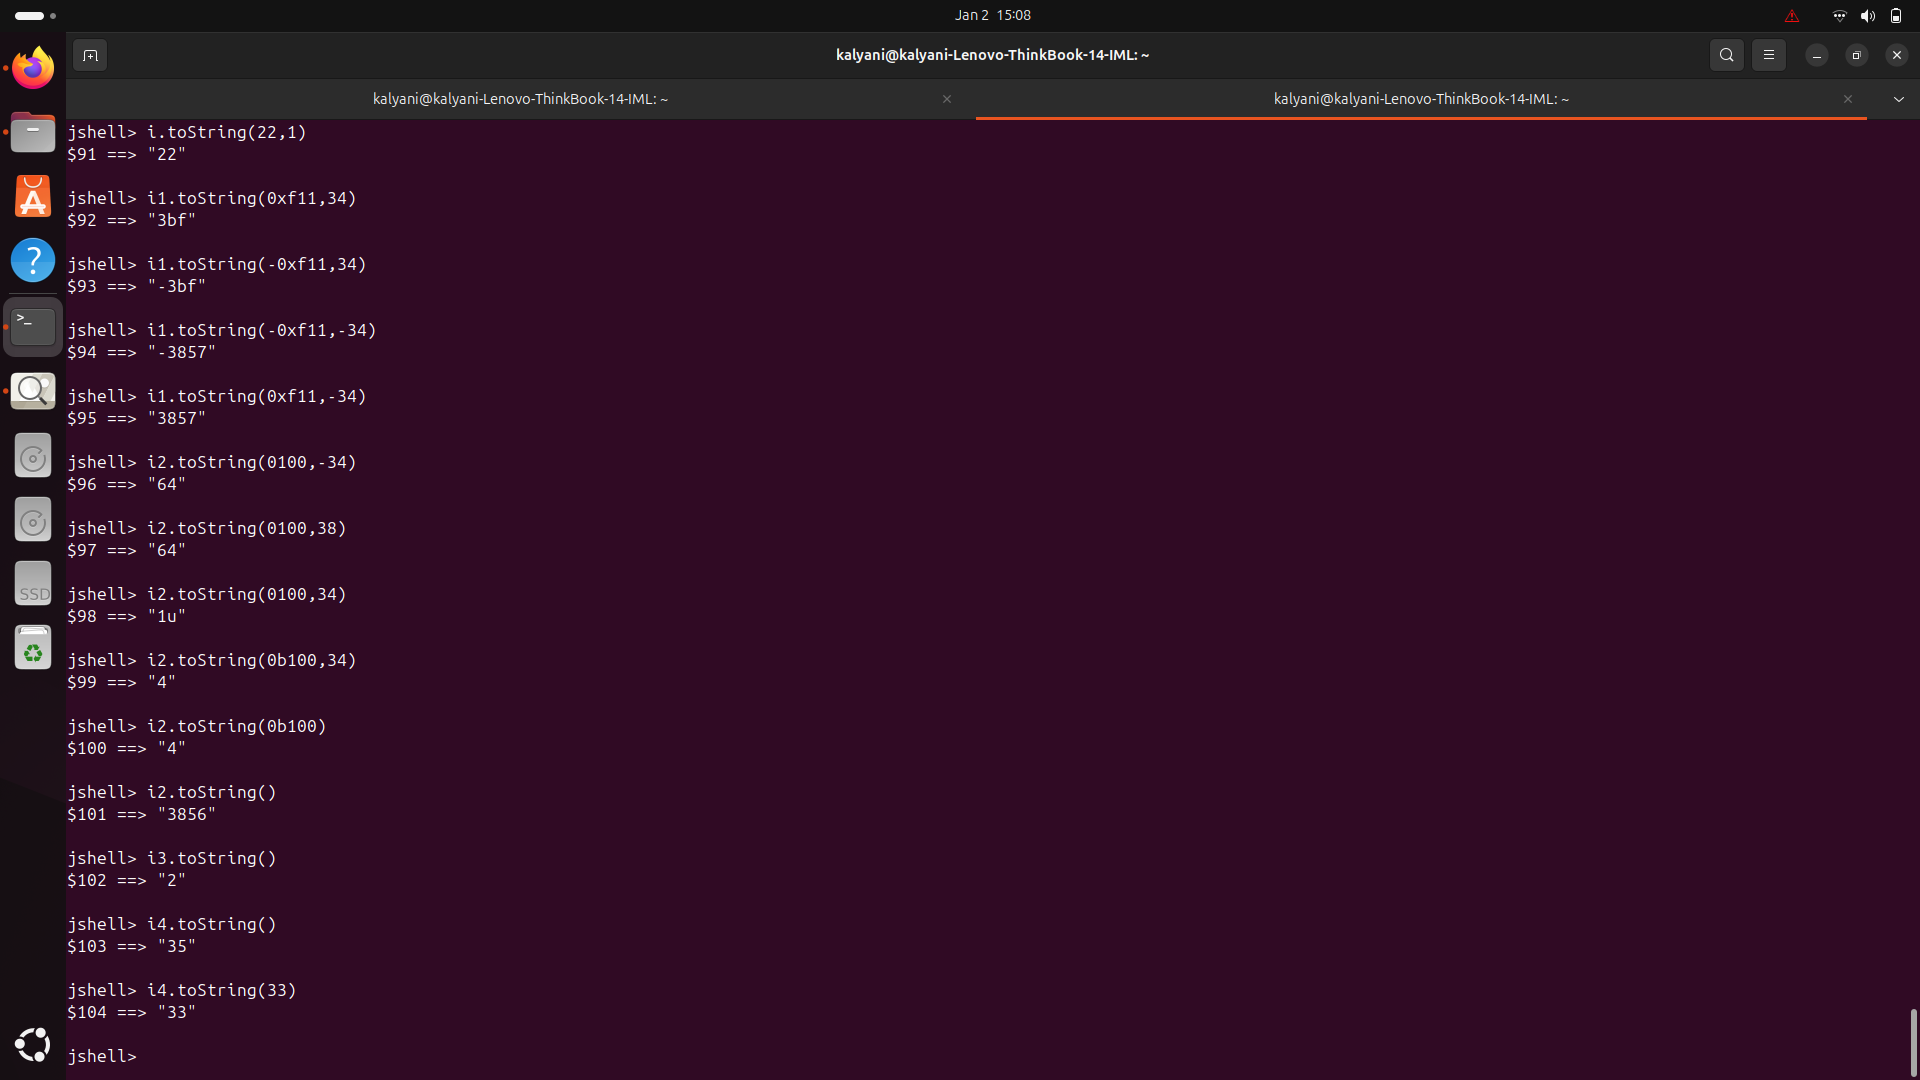 Jan 2 15:08
kalyani@kalyani-Lenovo-ThinkBook-14-IML: ~
kalyani@kalyani-Lenovo-ThinkBook-14-IML: ~
kalyani@kalyani-Lenovo-ThinkBook-14-IML: ~
jshell> i.toString(22,1)
$91 ==> "22"
jshell> i1.toString(0xf11,34)
$92 ==> "3bf"
jshell> i1.toString(-0xf11,34)
$93 ==> "-3bf"
jshell> i1.toString(-0xf11,-34)
$94 ==> "-3857"
jshell> i1.toString(0xf11,-34)
$95 ==> "3857"
jshell> i2.toString(0100,-34)
$96 ==> "64"
jshell> i2.toString(0100,38)
$97 ==> "64"
jshell> i2.toString(0100,34)
$98 ==> "1u"
jshell> i2.toString(0b100,34)
$99 ==> "4"
jshell> i2.toString(0b100)
$100 ==> "4"
jshell> i2.toString()
$101 ==> "3856"
jshell> i3.toString()
$102 ==> "2"
jshell> i4.toString()
$103 ==> "35"
jshell> i4.toString(33)
$104 ==> "33"
jshell>
SSD